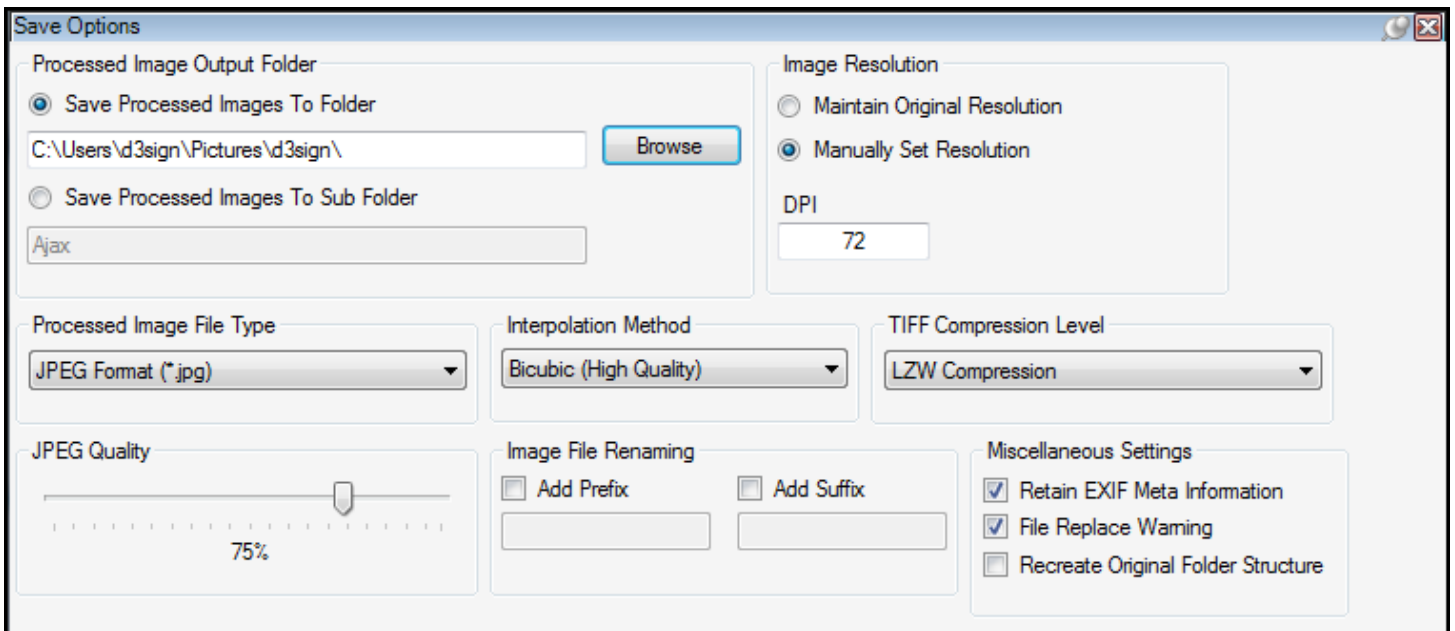 Save Options
Processed Image Output Folder
Save Processed Images To Folder
C:\Users\d3sign\Pictures\d3sign\
Browse
Save Processed Images To Sub Folder
Ajax
Image Resolution
Maintain Original Resolution
Manually Set Resolution
DPI
72
Processed Image File Type
JPEG Format (*.jpg)
Interpolation Method
Bicubic (High Quality)
TIFF Compression Level
LZW Compression
JPEG Quality
75%
Image File Renaming
Add Prefix
Add Suffix
Miscellaneous Settings
Retain EXIF Meta Information
File Replace Warning
Recreate Original Folder Structure